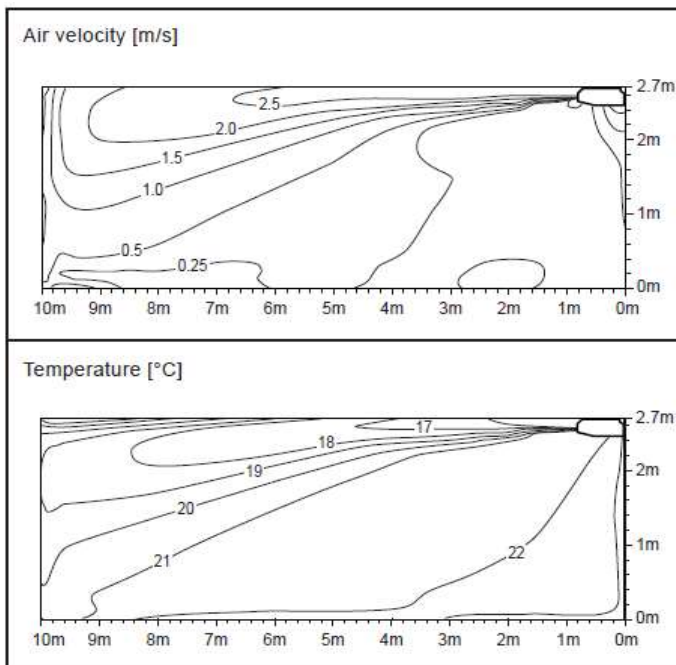 Air velocity [m/s]
2.7m
2.5
2.0
2m
1.5
1.0
1m
0.5
0.25
0m
10m 9m 8m 7m 6m 5m 4m 3m 2m 1m 0m
Temperature [°C]
2.7m
17
18
19
2m
20
1m
21
22
0m
10m 9m 8m 7m 6m 5m 4m 3m 2m 1m 0m